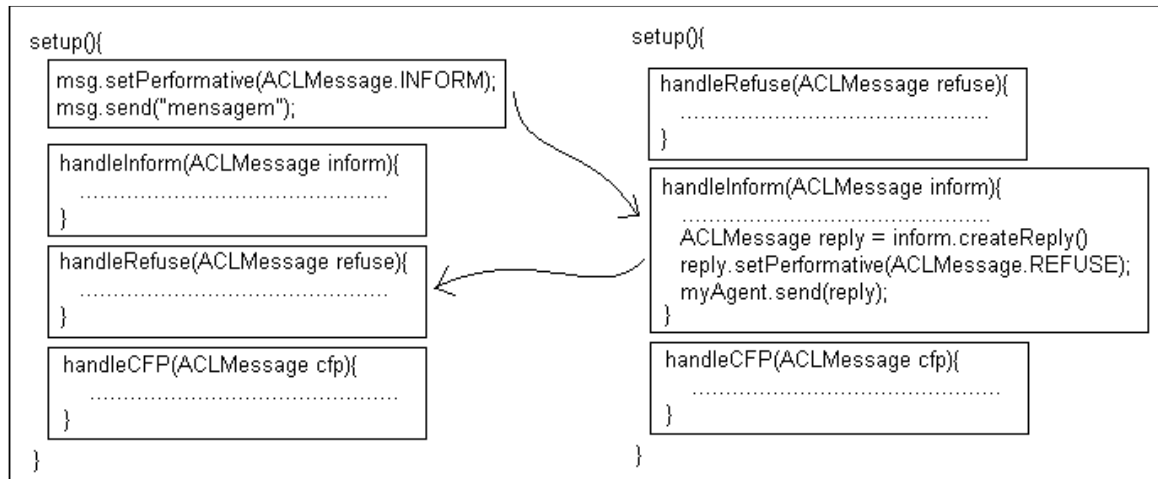 setup(){
msg.setPerformative(ACLMessage.INFORM);
msg.send("mensagem");
handleInform(ACLMessage inform){
.............................................
}
handleRefuse(ACLMessage refuse){
.............................................
}
handleCFP(ACLMessage cfp){
.............................................
}
}
setup(){
handleRefuse(ACLMessage refuse){
.............................................
}
handleInform(ACLMessage inform){
.............................................
ACLMessage reply = inform.createReply()
reply.setPerformative(ACLMessage.REFUSE);
myAgent.send(reply);
}
handleCFP(ACLMessage cfp){
.............................................
}
}